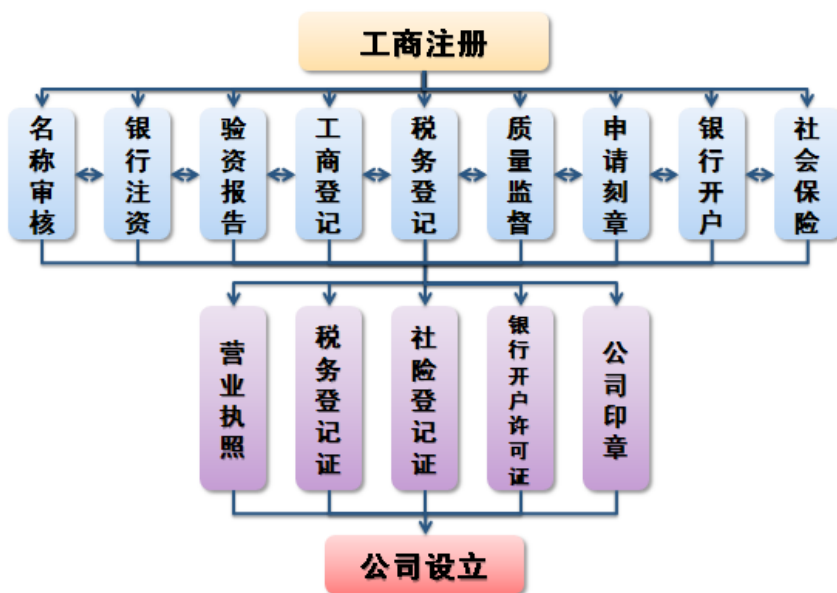 工商注册
名称审核
银行注资
验资报告
工商登记
税务登记
质量监督
申请刻章
银行开户
社会保险
营业执照
税务登记证
社险登记证
银行开户许可证
公司印章
公司设立